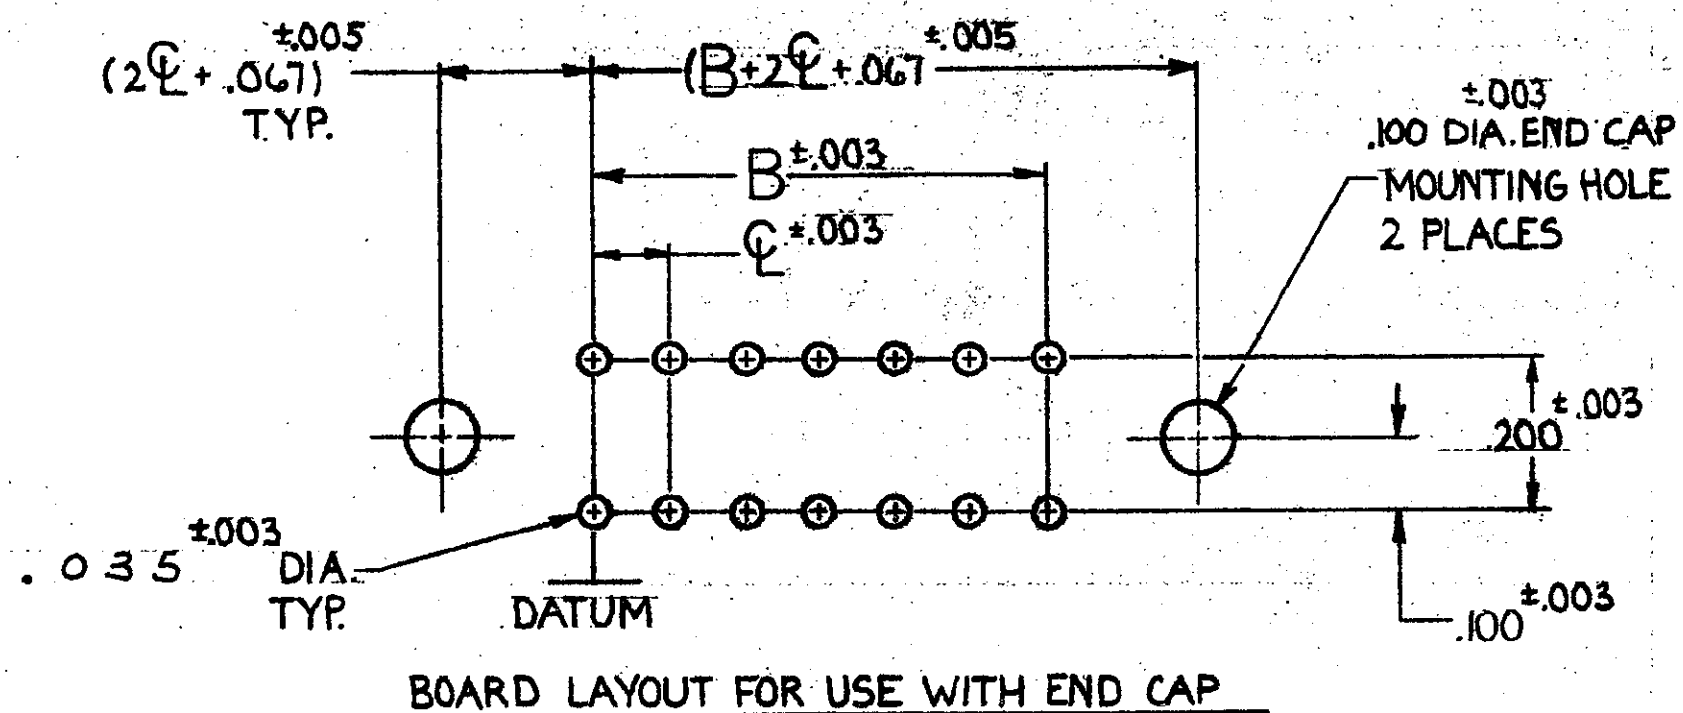 ±.005
(2℄ + .067)
TYP.
±.005
(B+2℄ +.067
±.003
.100 DIA. END CAP
MOUNTING HOLE
2 PLACES
B ±.003
℄ ±.003
±.003
.200
±.003
.035 DIA.
TYP.
DATUM
.100 ±.003
BOARD LAYOUT FOR USE WITH END CAP